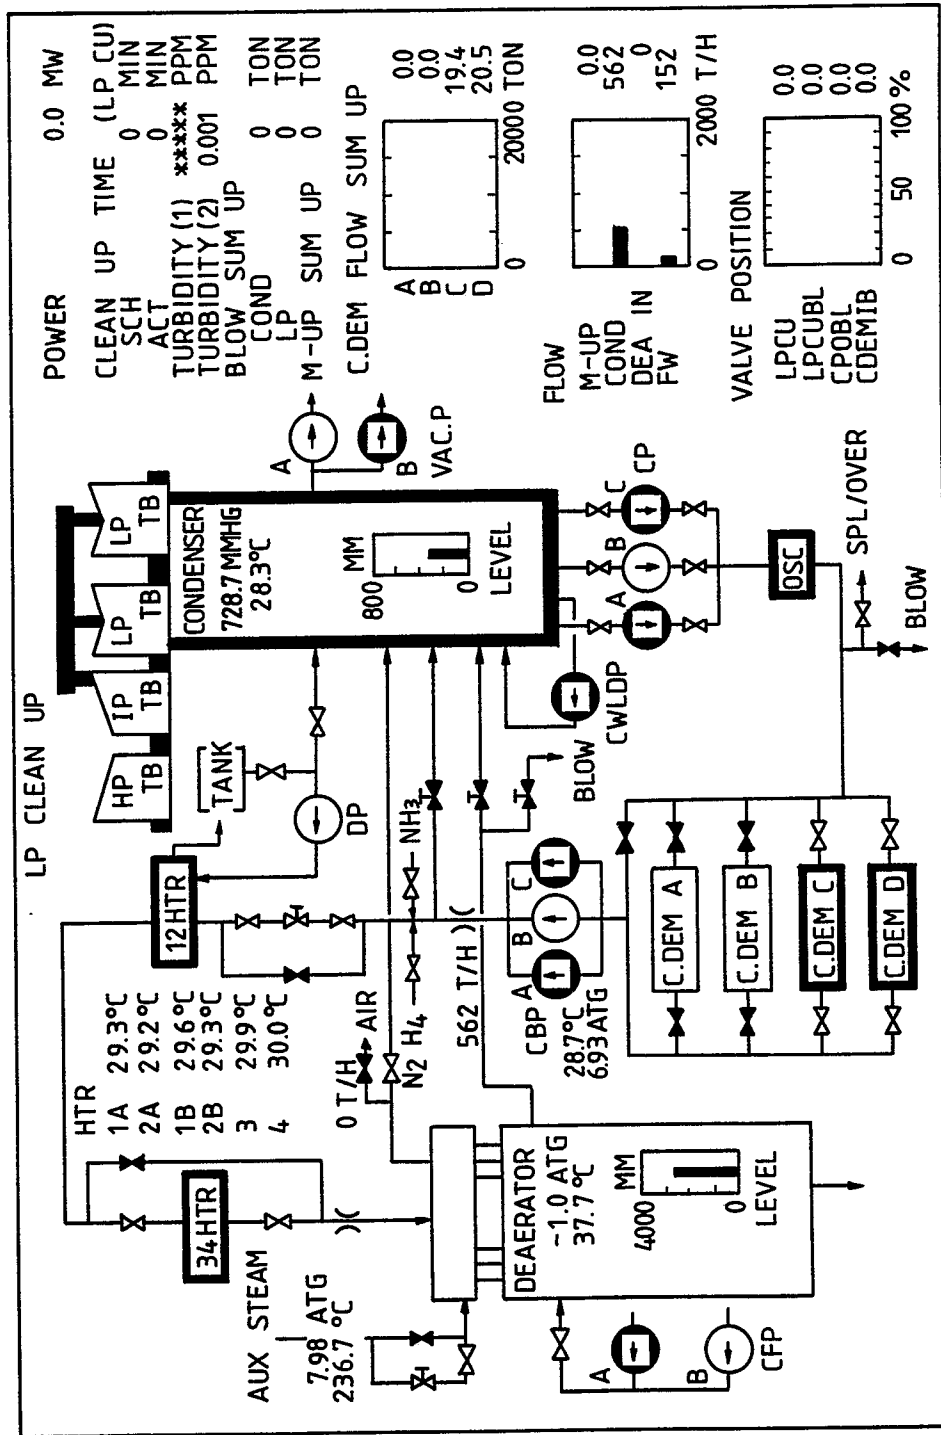 LP CLEAN UP
HP
TB
IP
TB
LP
TB
LP
TB
12HTR
[TANK]
DP
CONDENSER
728.7 MMHG
28.3°C
MM
800
0
LEVEL
A
B
VAC.P
CWLDP
A
B
C
CP
OSC
SPL/OVER
BLOW
BLOW
HTR
1A 29.3°C
2A 29.2°C
1B 29.6°C
2B 29.3°C
3 29.9°C
4 30.0°C
34HTR
0 T/H
AIR
N2 H4
NH3
562 T/H
CBP A
B
C
28.7°C
6.93 ATG
C.DEM A
C.DEM B
C.DEM C
C.DEM D
AUX STEAM
7.98 ATG
236.7 °C
DEAERATOR
-1.0 ATG
37.7 °C
MM
4000
0
LEVEL
A
B
CFP
POWER 0.0 MW
CLEAN UP TIME (LP CU)
SCH 0 MIN
ACT 0 MIN
TURBIDITY (1) ***** PPM
TURBIDITY (2) 0.001 PPM
BLOW SUM UP
COND 0 TON
LP 0 TON
M-UP SUM UP 0 TON
C.DEM FLOW SUM UP
A 0.0
B 0.0
C 19.4
D 20.5
0 20000 TON
FLOW
M-UP 0.0
COND 562
DEA IN 0
FW 152
0 2000 T/H
VALVE POSITION
LPCU 0.0
LPCUBL 0.0
CPOBL 0.0
CDEMIB 0.0
0 50 100 %